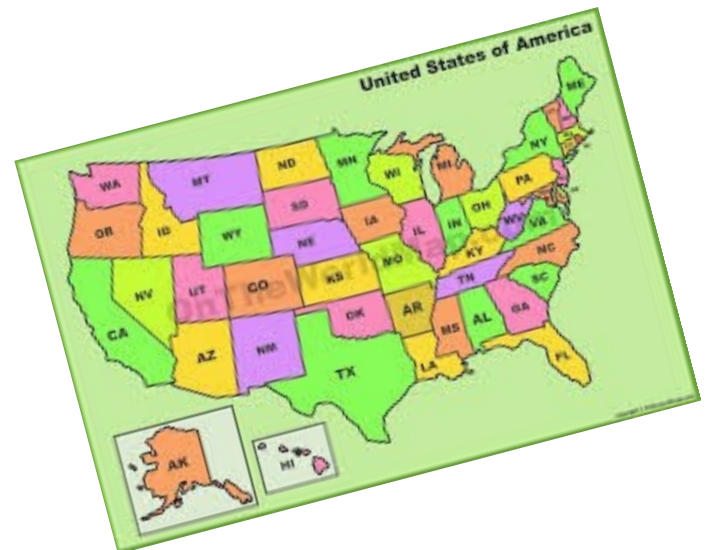 United States of America
ME
WA
MT
ND
MN
WI
MI
NY
OR
ID
WY
SD
IA
IL
IN
OH
PA
NV
UT
CO
NE
KS
MO
KY
WV
VA
CA
AZ
NM
OK
AR
TN
NC
SC
TX
LA
MS
AL
GA
FL
AK
HI